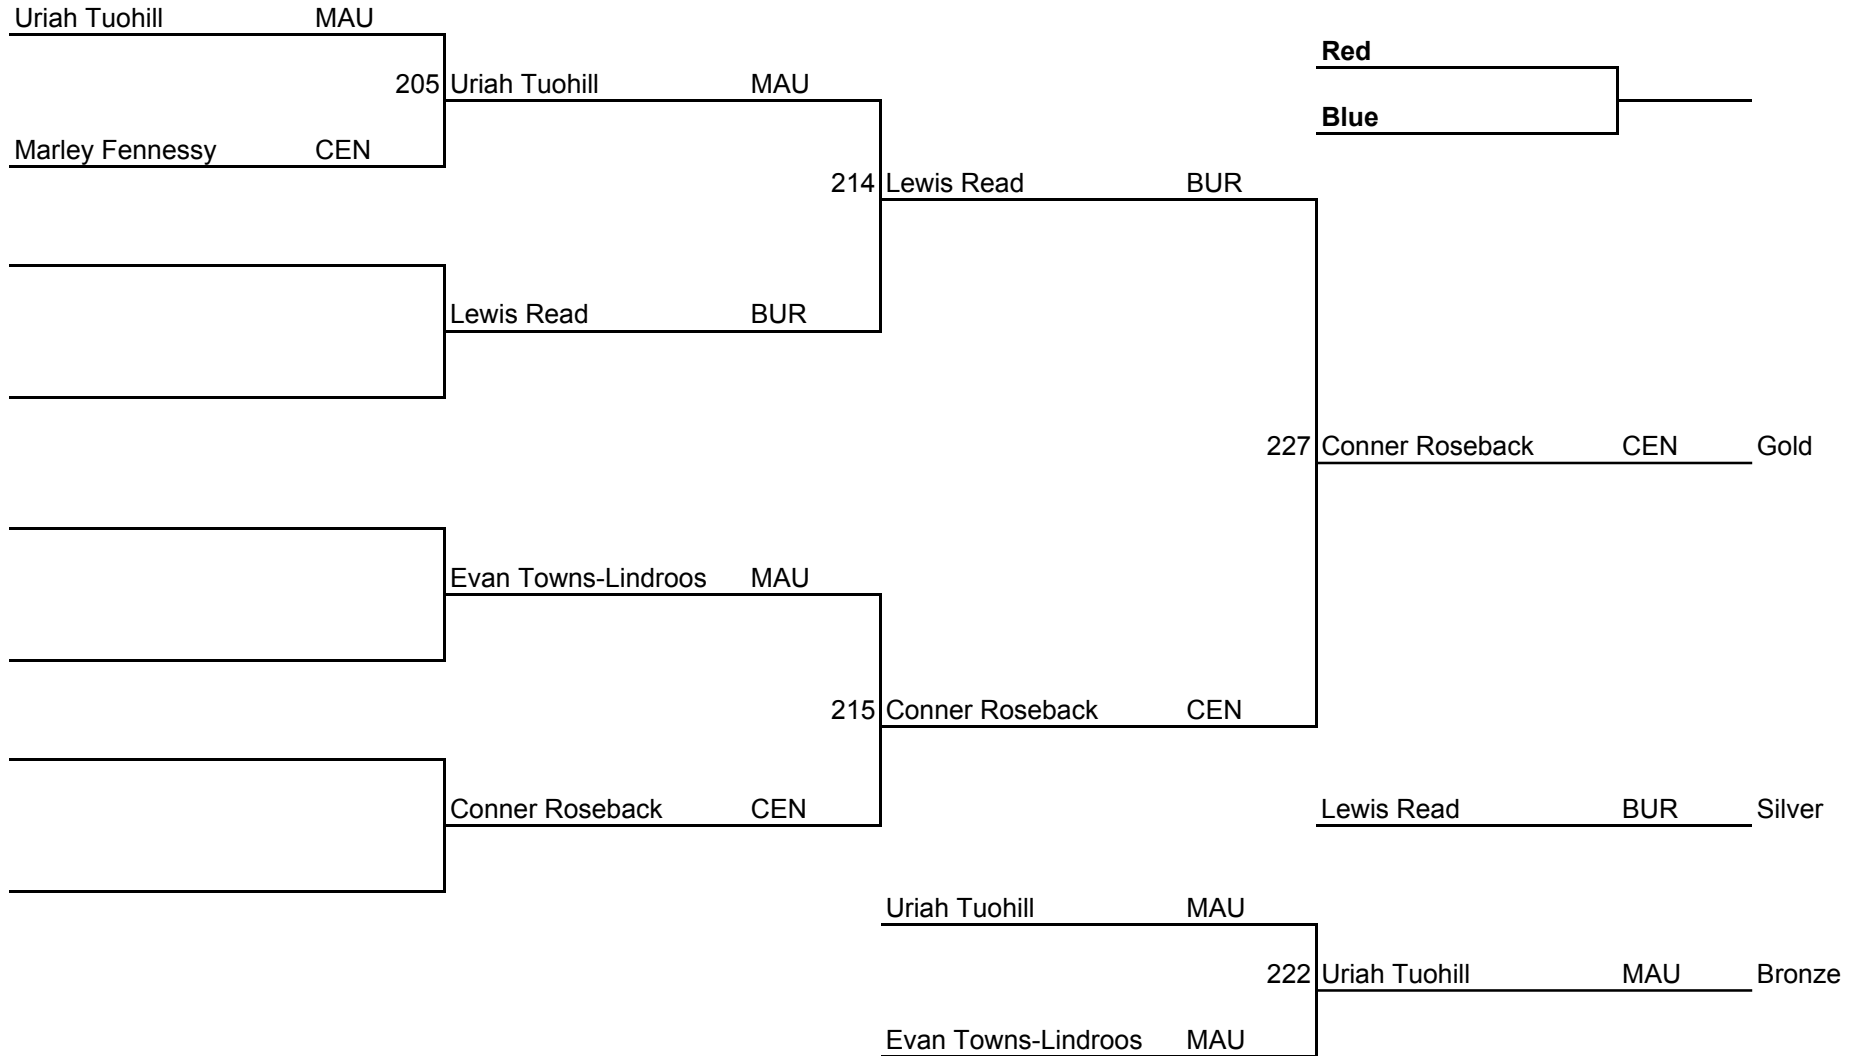 Uriah Tuohill MAU
Red
205 Uriah Tuohill MAU
Blue
Marley Fennessy CEN
214 Lewis Read BUR
Lewis Read BUR
227 Conner Roseback CEN Gold
Evan Towns-Lindroos MAU
215 Conner Roseback CEN
Conner Roseback CEN
Lewis Read BUR Silver
Uriah Tuohill MAU
222 Uriah Tuohill MAU Bronze
Evan Towns-Lindroos MAU